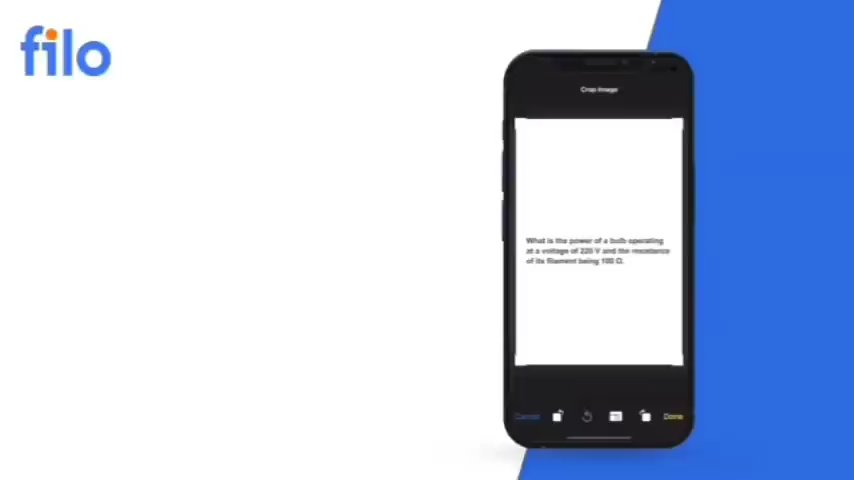 filo
Crop Image
What is the power of a bulb operating
at a voltage of 220 V and the resistance
of its filament being 100 Ω.
Cancel
Done